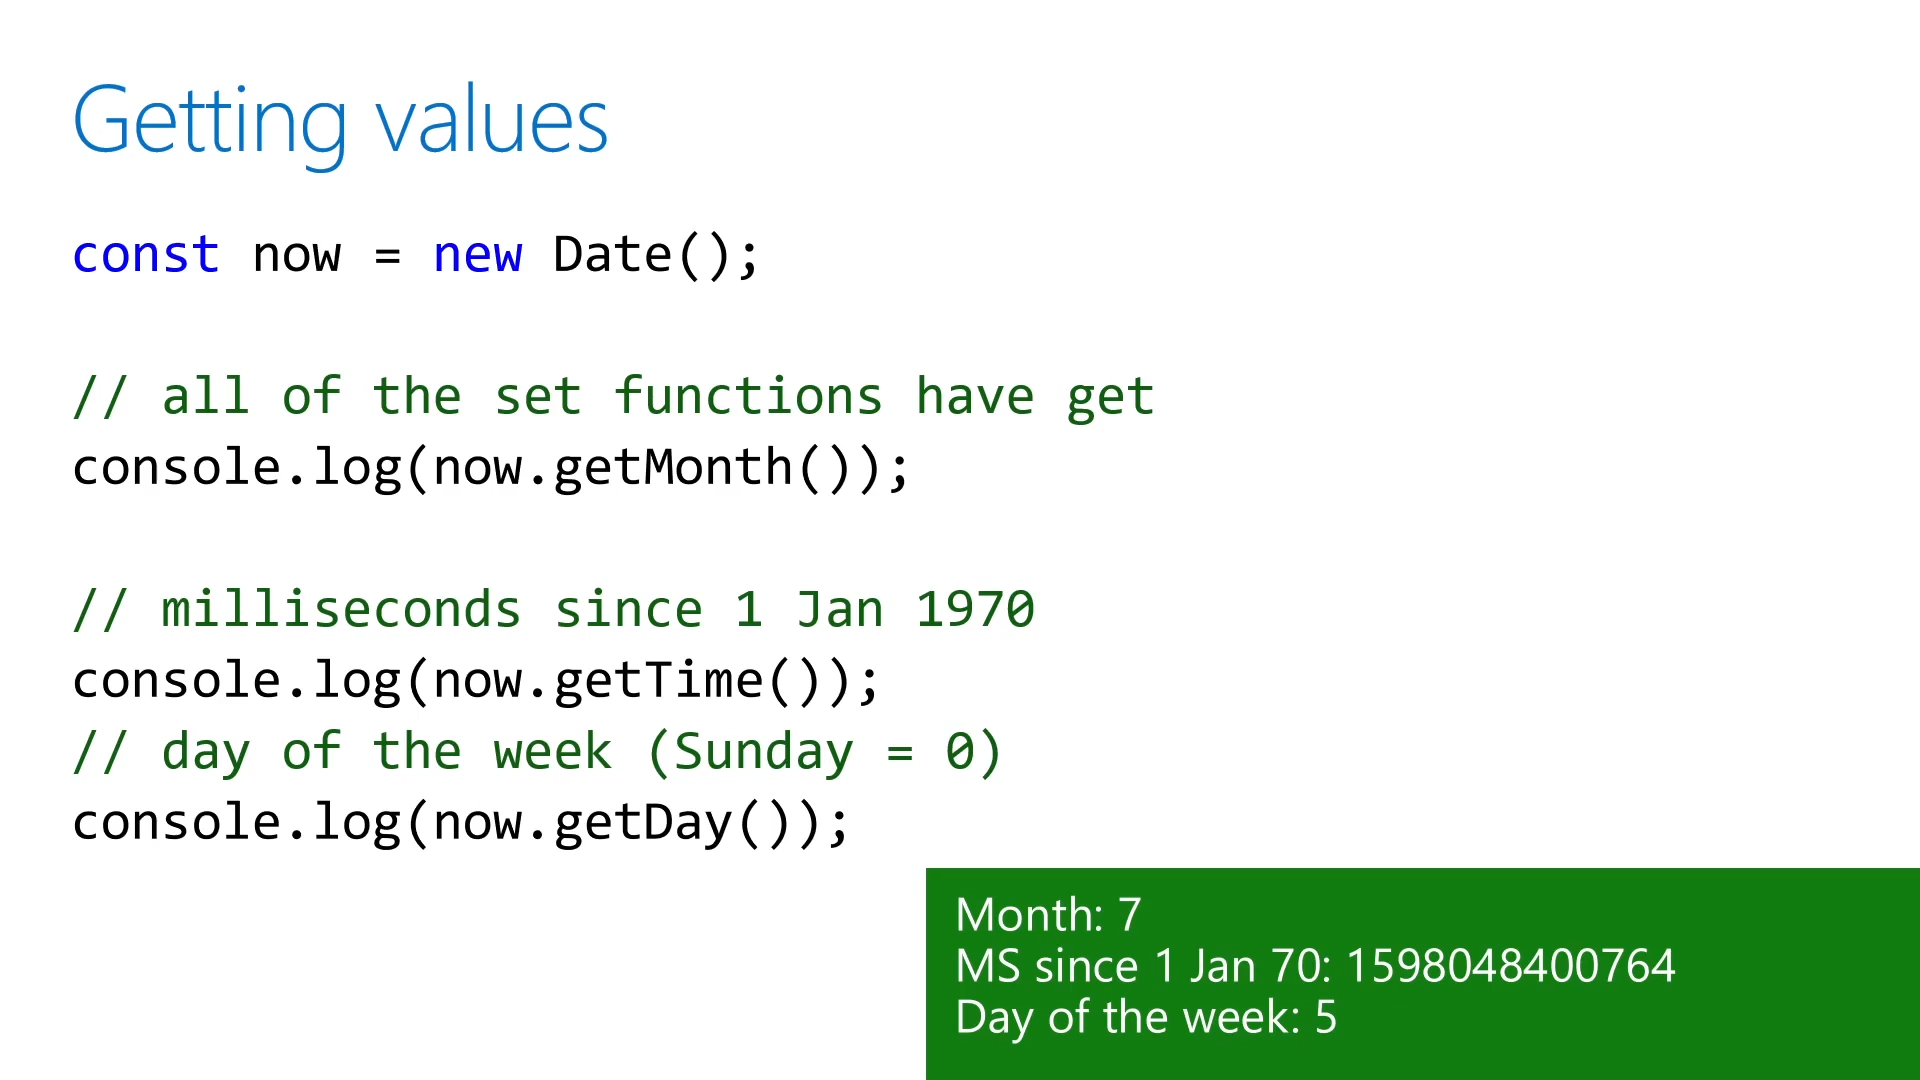 Getting values
const now = new Date();
// all of the set functions have get
console.log(now.getMonth());
// milliseconds since 1 Jan 1970
console.log(now.getTime());
// day of the week (Sunday = 0)
console.log(now.getDay());
Month: 7
MS since 1 Jan 70: 1598048400764
Day of the week: 5